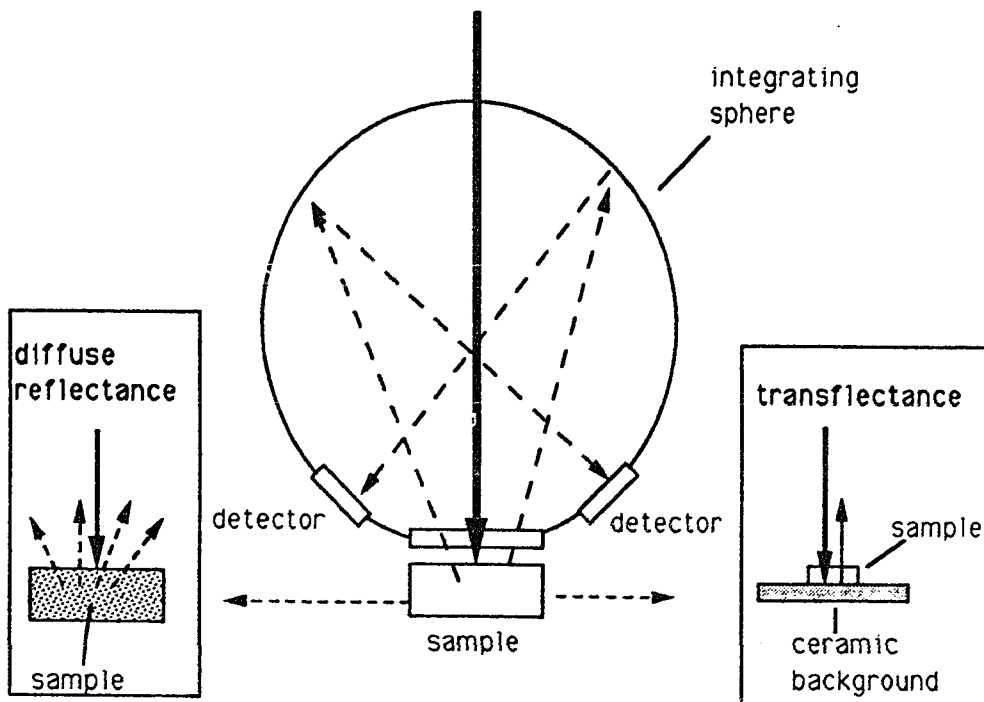 integrating
sphere
diffuse
reflectance
detector
detector
sample
sample
transflectance
sample
ceramic
background